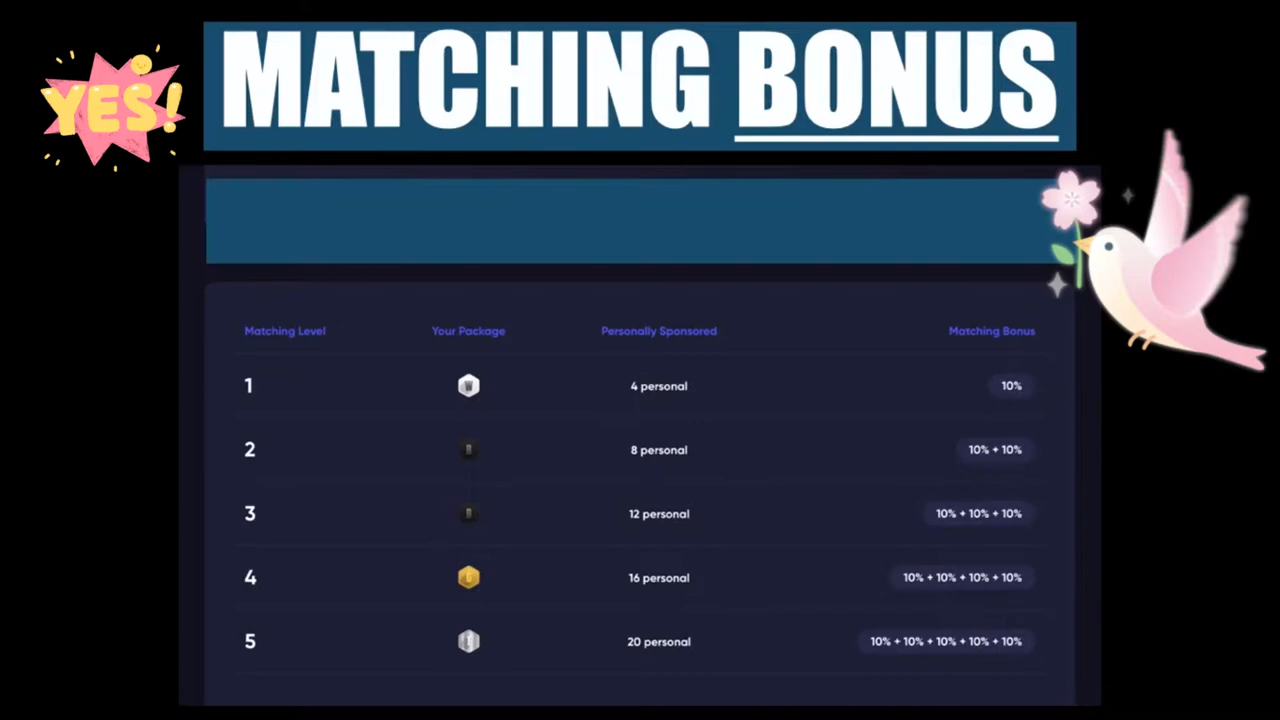 YES!
MATCHING BONUS
Matching Level Your Package Personally Sponsored Matching Bonus
1 4 personal 10%
2 8 personal 10% + 10%
3 12 personal 10% + 10% + 10%
4 16 personal 10% + 10% + 10% + 10%
5 20 personal 10% + 10% + 10% + 10% + 10%